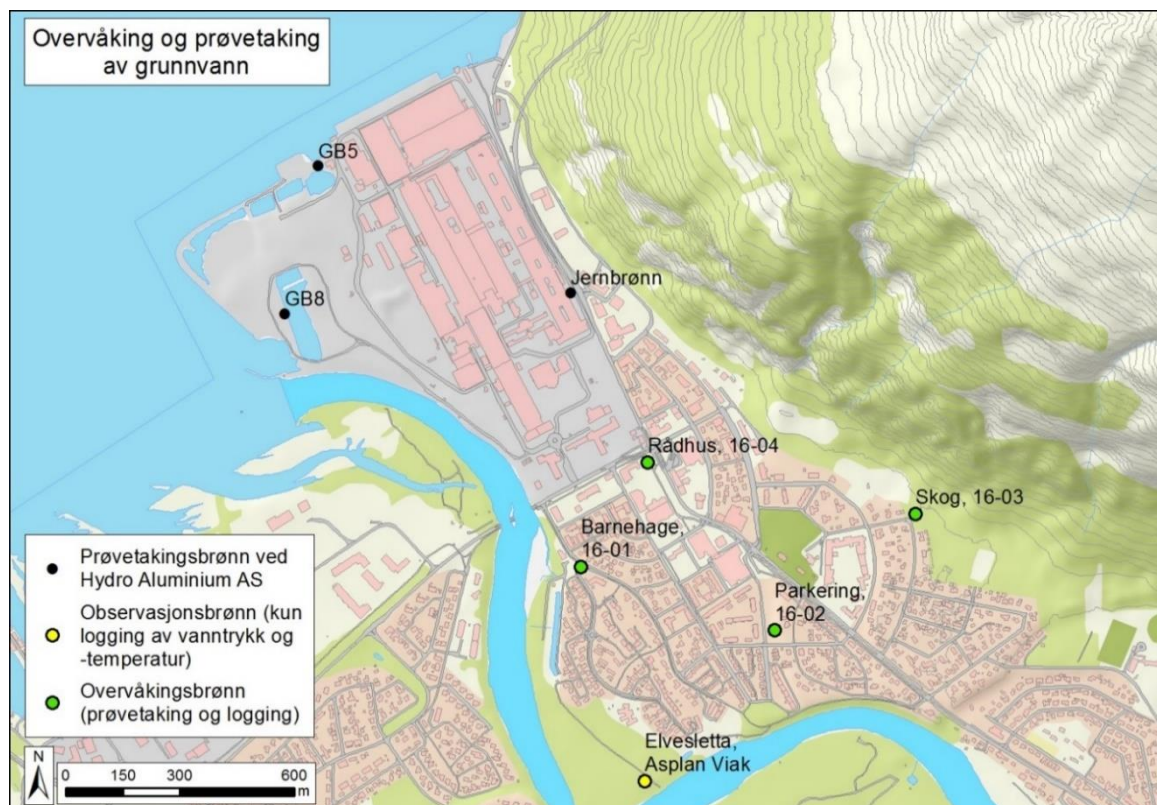 Overvåking og prøvetaking
av grunnvann
GB5
Jernbrønn
GB8
Rådhus, 16-04
Skog, 16-03
Barnehage,
16-01
Parkering,
16-02
Elvesletta,
Asplan Viak
Prøvetakingsbrønn ved
Hydro Aluminium AS
Observasjonsbrønn (kun
logging av vanntrykk og
-temperatur)
Overvåkingsbrønn
(prøvetaking og logging)
N
0 150 300 600
m